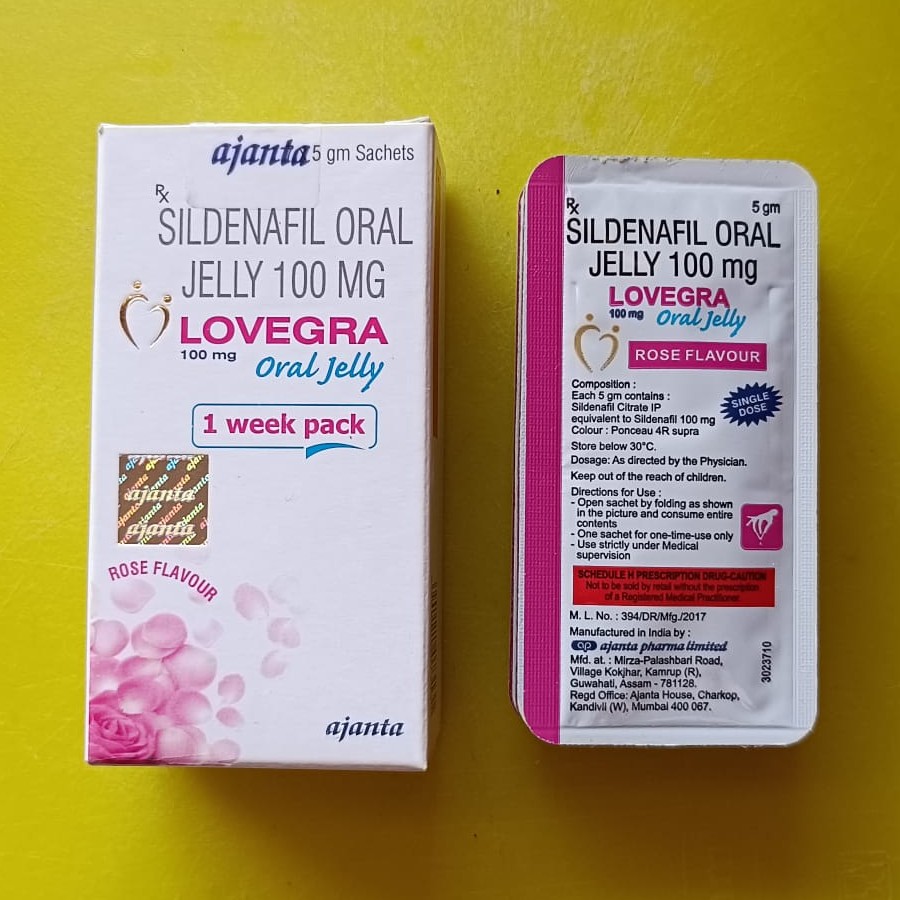 ajanta 5 gm Sachets
Rx
SILDENAFIL ORAL
JELLY 100 MG
LOVEGRA
100 mg Oral Jelly
1 week pack
ajanta
ajanta
ROSE FLAVOUR
ajanta
Rx 5 gm
SILDENAFIL ORAL
JELLY 100 mg
LOVEGRA
100 mg Oral Jelly
ROSE FLAVOUR
Composition :
Each 5 gm contains :
Sildenafil Citrate IP
equivalent to Sildenafil 100 mg
Colour : Ponceau 4R supra
SINGLE
DOSE
Store below 30°C.
Dosage: As directed by the Physician.
Keep out of the reach of children.
Directions for Use :
- Open sachet by folding as shown
in the picture and consume entire
contents
- One sachet for one-time-use only
- Use strictly under Medical
supervision
SCHEDULE H PRESCRIPTION DRUG-CAUTION
Not to be sold by retail without the prescription
of a Registered Medical Practitioner.
M. L. No. : 394/DR/Mfg./2017
Manufactured in India by :
ap ajanta pharma limited
Mfd. at. : Mirza-Palashbari Road,
Village Kokjhar, Kamrup (R),
Guwahati, Assam - 781128.
Regd Office: Ajanta House, Charkop,
Kandivli (W), Mumbai 400 067.
3023710